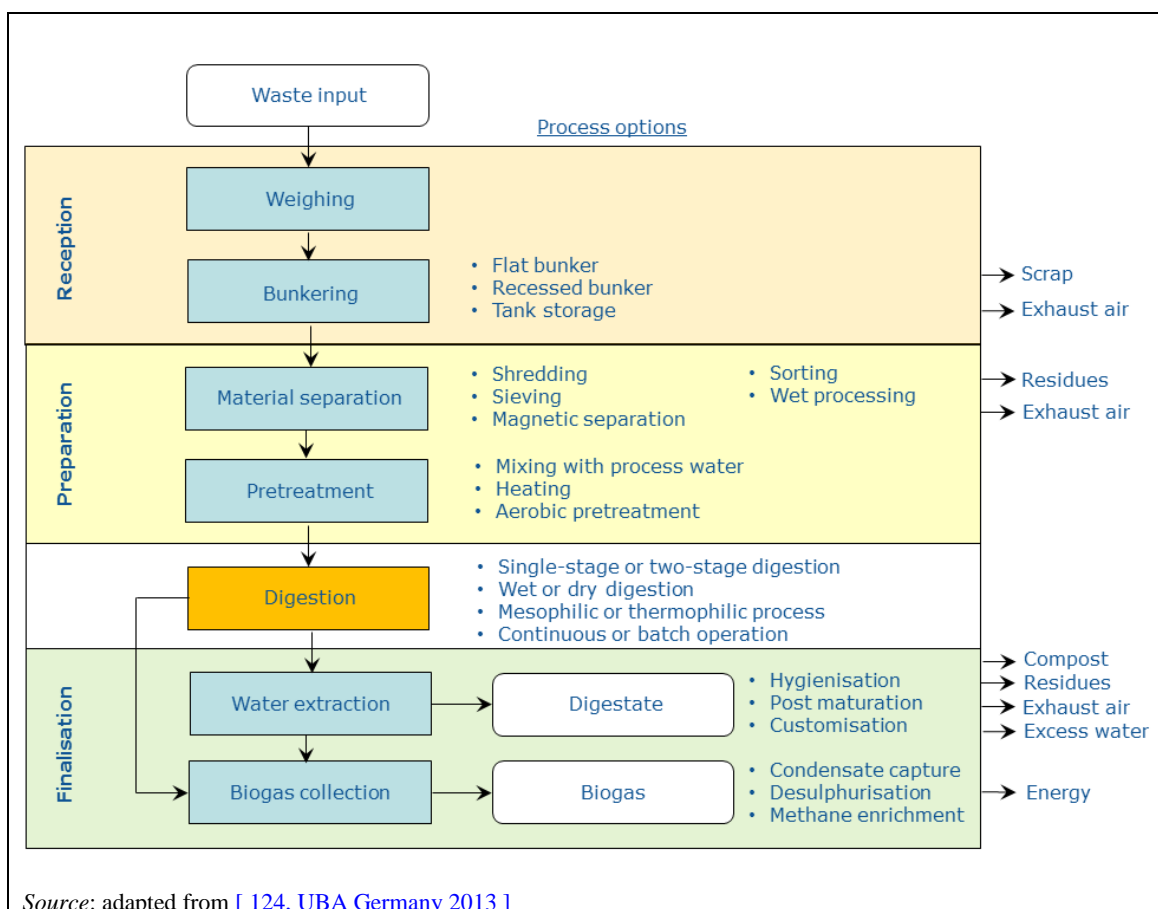 Waste input
Process options
Reception
Weighing
Bunkering
• Flat bunker
• Recessed bunker
• Tank storage
Scrap
Exhaust air
Preparation
Material separation
• Shredding
• Sieving
• Magnetic separation
• Sorting
• Wet processing
Residues
Exhaust air
Pretreatment
• Mixing with process water
• Heating
• Aerobic pretreatment
Digestion
• Single-stage or two-stage digestion
• Wet or dry digestion
• Mesophilic or thermophilic process
• Continuous or batch operation
Finalisation
Water extraction
Digestate
• Hygienisation
• Post maturation
• Customisation
Compost
Residues
Exhaust air
Excess water
Biogas collection
Biogas
• Condensate capture
• Desulphurisation
• Methane enrichment
Energy
Source: adapted from [ 124, UBA Germany 2013 ]